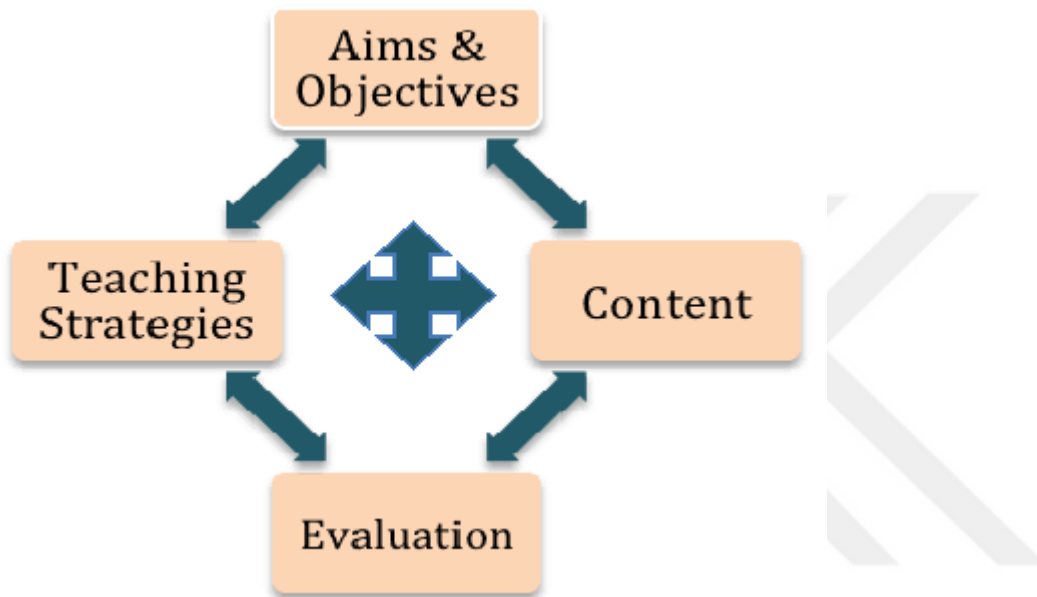 Aims &
Objectives
Teaching
Strategies
Content
Evaluation